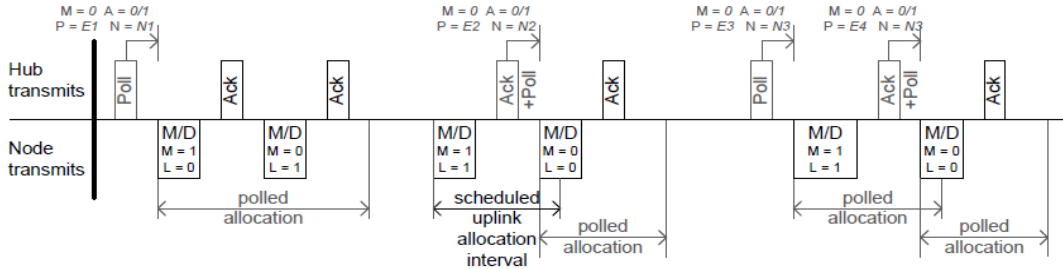 M = 0 A = 0/1
P = E1 N = N1
M = 0 A = 0/1
P = E2 N = N2
M = 0 A = 0/1
P = E3 N = N3
M = 0 A = 0/1
P = E4 N = N3
Hub
transmits
Poll
Ack
Ack
Ack
+Poll
Ack
Poll
Ack
+Poll
Ack
Node
transmits
M/D
M = 1
L = 0
M/D
M = 0
L = 1
M/D
M = 1
L = 1
M/D
M = 0
L = 0
M/D
M = 1
L = 1
M/D
M = 0
L = 0
polled
allocation
scheduled
uplink
allocation
interval
polled
allocation
polled
allocation
polled
allocation